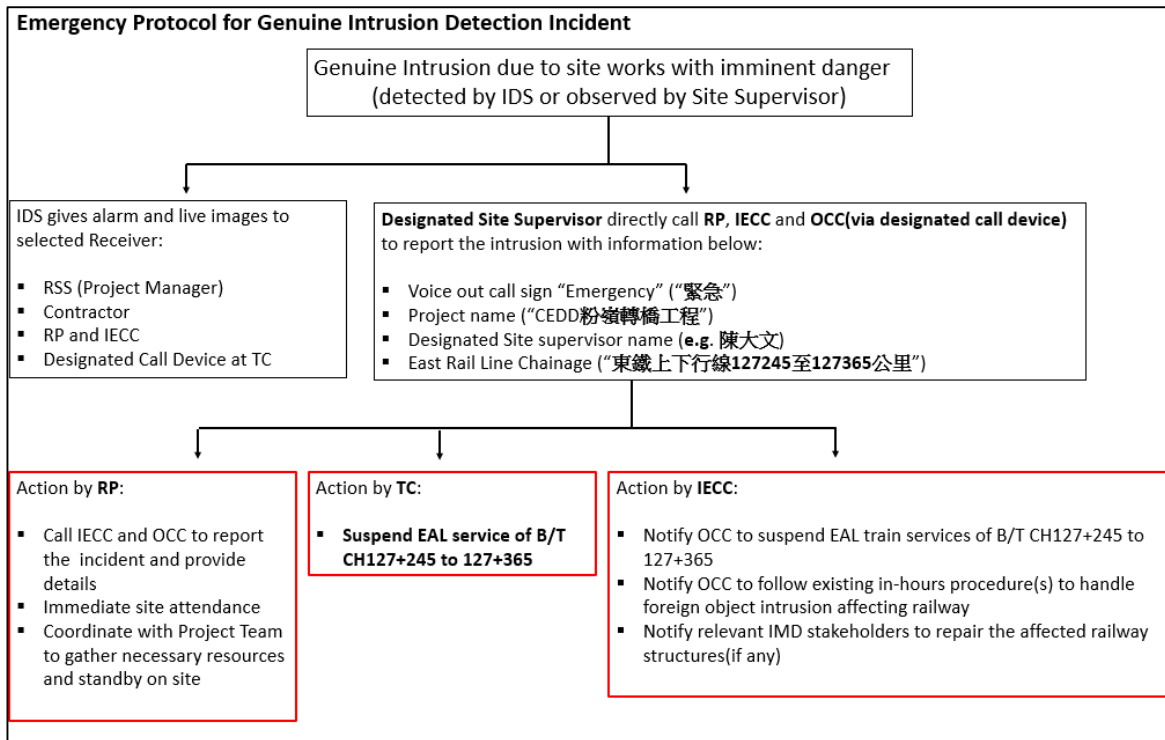 Emergency Protocol for Genuine Intrusion Detection Incident
Genuine Intrusion due to site works with imminent danger
(detected by IDS or observed by Site Supervisor)
IDS gives alarm and live images to
selected Receiver:
▪ RSS (Project Manager)
▪ Contractor
▪ RP and IECC
▪ Designated Call Device at TC
Designated Site Supervisor directly call RP, IECC and OCC(via designated call device)
to report the intrusion with information below:
▪ Voice out call sign “Emergency” (“緊急”)
▪ Project name (“CEDD粉嶺轉橋工程”)
▪ Designated Site supervisor name (e.g. 陳大文)
▪ East Rail Line Chainage (“東鐵上下行線127245至127365公里”)
Action by RP:
▪ Call IECC and OCC to report
the incident and provide
details
▪ Immediate site attendance
▪ Coordinate with Project Team
to gather necessary resources
and standby on site
Action by TC:
▪ Suspend EAL service of B/T
CH127+245 to 127+365
Action by IECC:
▪ Notify OCC to suspend EAL train services of B/T CH127+245 to
127+365
▪ Notify OCC to follow existing in-hours procedure(s) to handle
foreign object intrusion affecting railway
▪ Notify relevant IMD stakeholders to repair the affected railway
structures(if any)